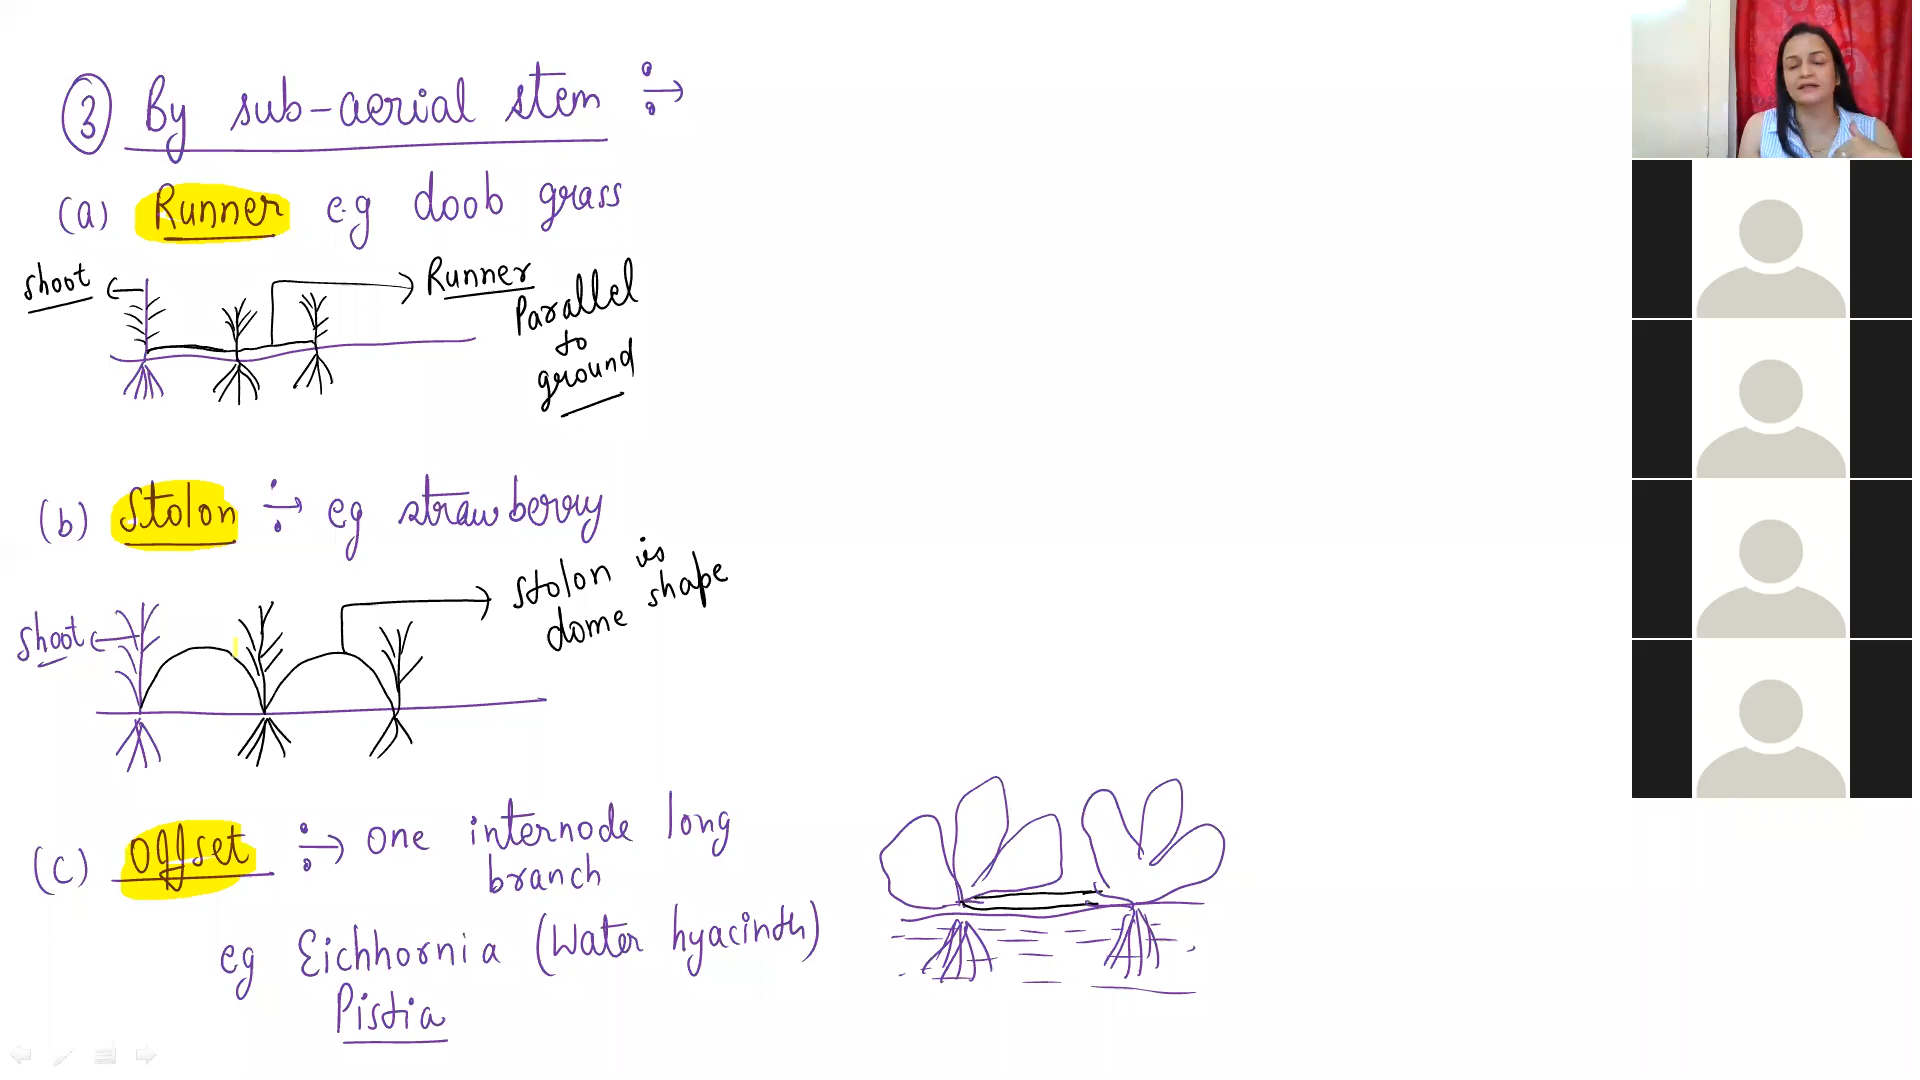 ③ By sub-aerial stem
(a) Runner eg doob grass
shoot
Runner
Parallel
to
ground
(b) Stolon eg strawberry
shoot
Stolon is
dome shape
(c) Offset one internode long
branch
eg Eichhornia (Water hyacinth)
Pistia